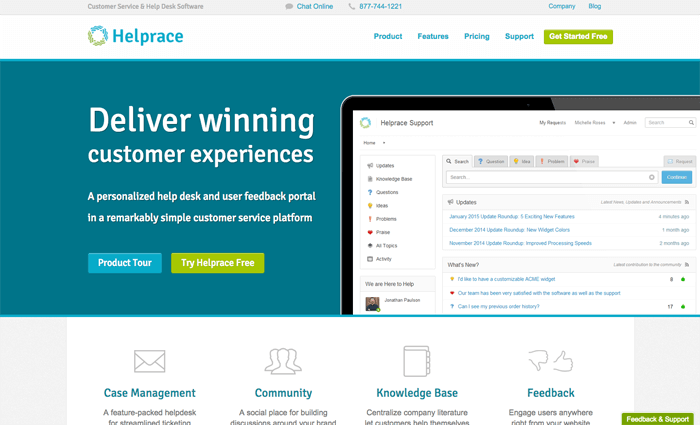 Customer Service & Help Desk Software
Chat Online
877-744-1221
Company
Blog
Helprace
Product
Features
Pricing
Support
Get Started Free
Deliver winning
customer experiences
A personalized help desk and user feedback portal
in a remarkably simple customer service platform
Product Tour
Try Helprace Free
Helprace Support
My Requests
Michelle Roses
Admin
Search
Home
Updates
Knowledge Base
Questions
Ideas
Problems
Praise
All Topics
Activity
We are Here to Help
Jonathan Paulson
Search
Question
Idea
Problem
Praise
Request
Search...
Continue
Updates
Latest News, Updates and Announcements
January 2015 Update Roundup: 5 Exciting New Features
4 minutes ago
December 2014 Update Roundup: New Widget Colors
1 month ago
November 2014 Update Roundup: Improved Processing Speeds
2 months ago
What's New?
Latest contribution to the community
I'd like to have a customizable ACME widget
8
Our team has been very satisfied with the software as well as the support
Can I see my previous order history?
17
Case Management
A feature-packed helpdesk
for streamlined ticketing
Community
A social place for building
discussions around your brand
Knowledge Base
Centralize company literature
let customers help themselves
Feedback
Engage users anywhere
right from your website
Feedback & Support